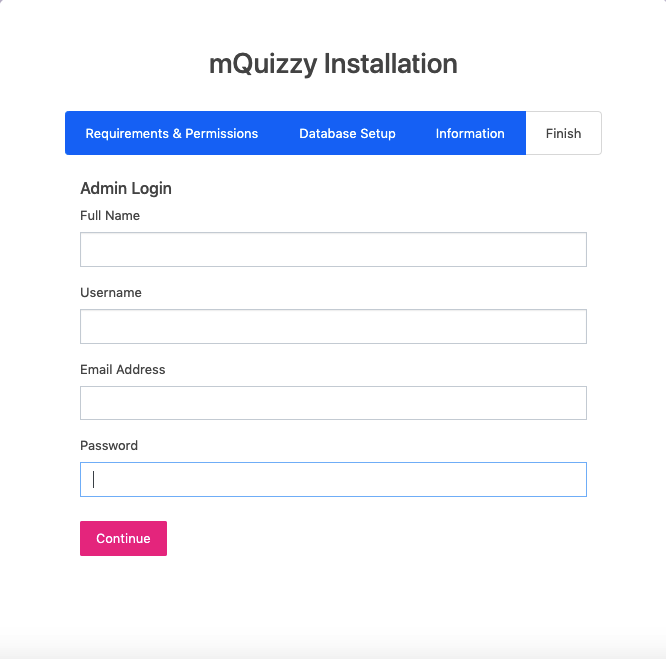 mQuizzy Installation
Requirements & Permissions Database Setup Information Finish
Admin Login
Full Name
Username
Email Address
Password
Continue